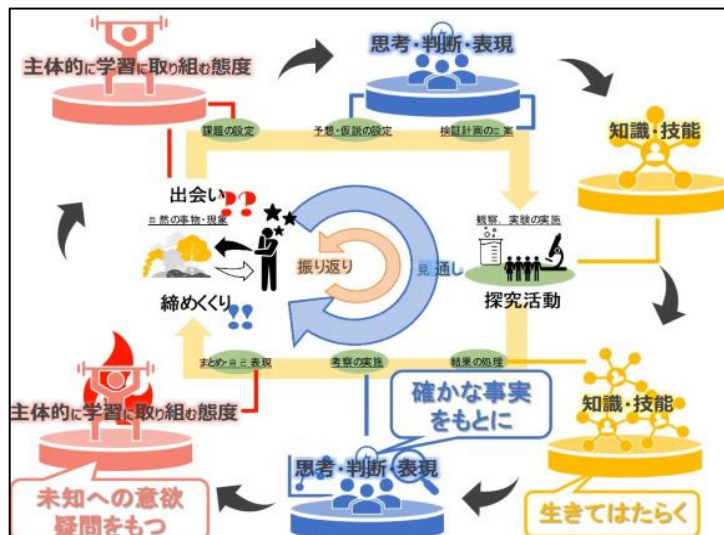 主体的に学習に取り組む態度
思考・判断・表現
知識・技能
課題の設定
予想・仮説の設定
検証計画の立案
出会い
??
自然の事物・現象
観察、実験の実施
振り返り
見通し
探究活動
締めくくり
!!
まとめ・自己表現
考察の実施
結果の処理
確かな事実
をもとに
主体的に学習に取り組む態度
知識・技能
思考・判断・表現
未知への意欲
疑問をもつ
生きてはたらく